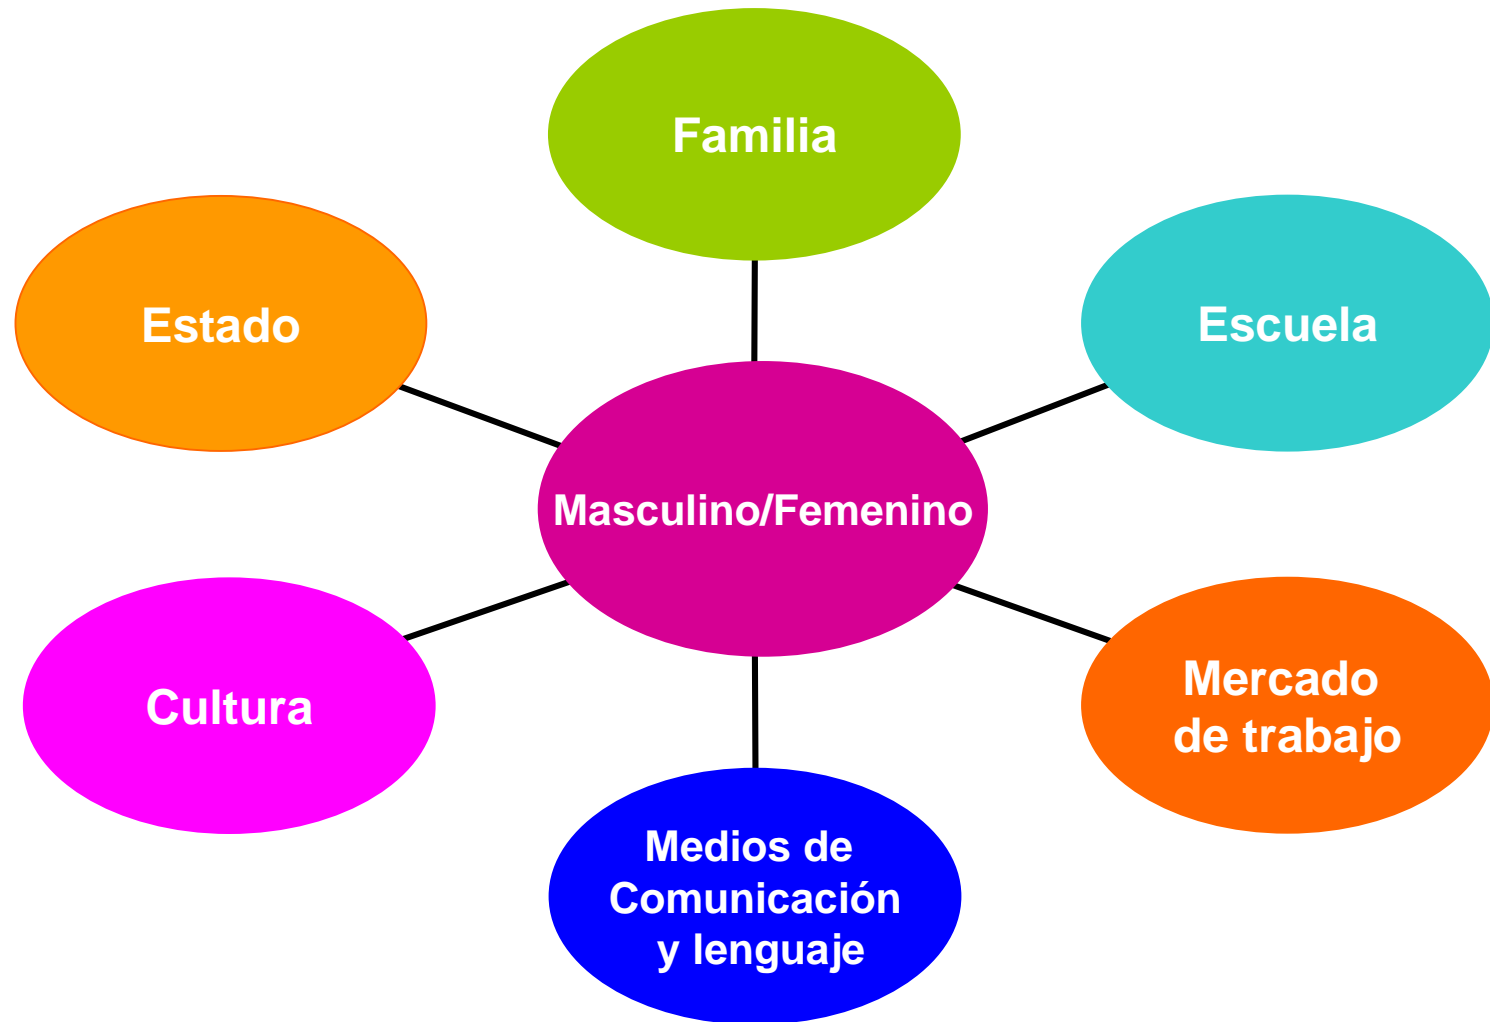 Familia
Estado
Escuela
Masculino/Femenino
Cultura
Mercado
de trabajo
Medios de
Comunicación
y lenguaje